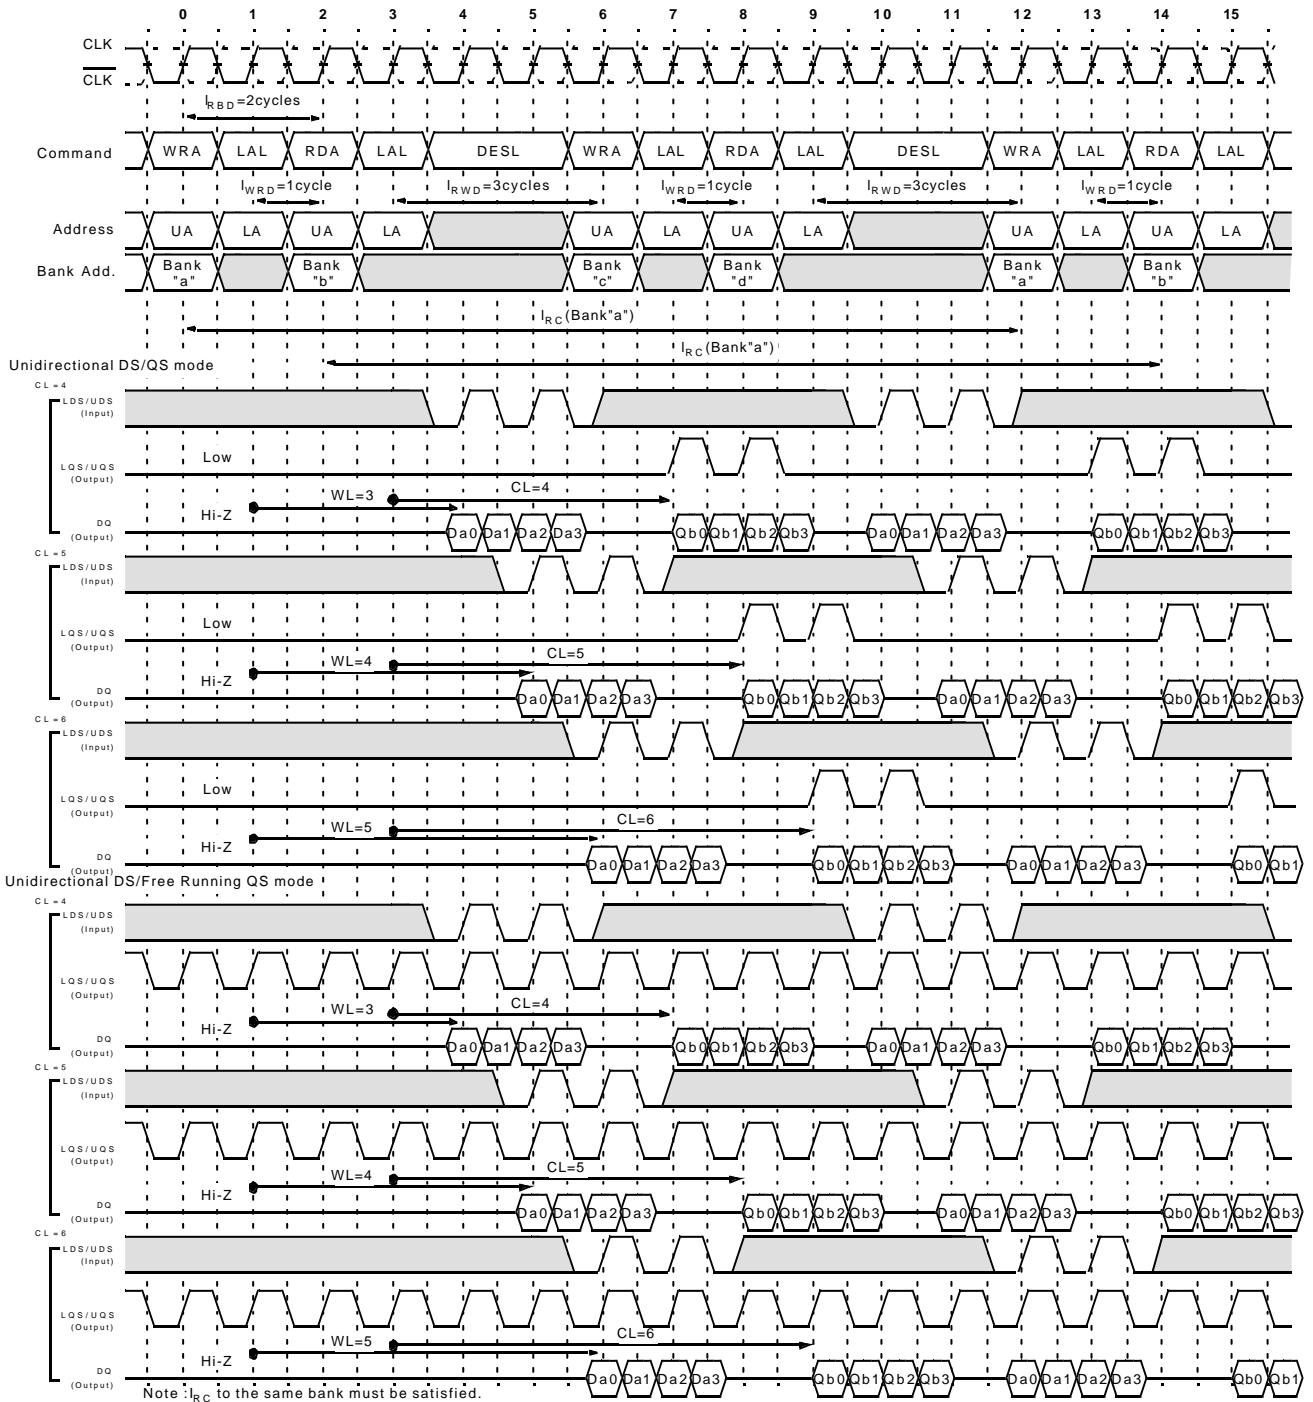 0 1 2 3 4 5 6 7 8 9 10 11 12 13 14 15
CLK
CLK
IRBD=2cycles
Command WRA LAL RDA LAL DESL WRA LAL RDA LAL DESL WRA LAL RDA LAL
IWRD=1cycle IRWD=3cycles IWRD=1cycle IRWD=3cycles IWRD=1cycle
Address UA LA UA LA UA LA UA LA UA LA UA LA
Bank Add. Bank "a" Bank "b" Bank "c" Bank "d" Bank "a" Bank "b"
IRC(Bank"a")
IRC(Bank"a")
Unidirectional DS/QS mode
CL=4
LDS/UDS
(Input)
Low
LQS/UQS
(Output)
WL=3 CL=4
Hi-Z
DQ
(Output)
Da0 Da1 Da2 Da3 Qb0 Qb1 Qb2 Qb3 Da0 Da1 Da2 Da3 Qb0 Qb1 Qb2 Qb3
CL=5
LDS/UDS
(Input)
Low
LQS/UQS
(Output)
WL=4 CL=5
Hi-Z
DQ
(Output)
Da0 Da1 Da2 Da3 Qb0 Qb1 Qb2 Qb3 Da0 Da1 Da2 Da3 Qb0 Qb1 Qb2 Qb3
CL=6
LDS/UDS
(Input)
Low
LQS/UQS
(Output)
WL=5 CL=6
Hi-Z
DQ
(Output)
Da0 Da1 Da2 Da3 Qb0 Qb1 Qb2 Qb3 Da0 Da1 Da2 Da3 Qb0 Qb1
Unidirectional DS/Free Running QS mode
CL=4
LDS/UDS
(Input)
LQS/UQS
(Output)
WL=3 CL=4
Hi-Z
DQ
(Output)
Da0 Da1 Da2 Da3 Qb0 Qb1 Qb2 Qb3 Da0 Da1 Da2 Da3 Qb0 Qb1 Qb2 Qb3
CL=5
LDS/UDS
(Input)
LQS/UQS
(Output)
WL=4 CL=5
Hi-Z
DQ
(Output)
Da0 Da1 Da2 Da3 Qb0 Qb1 Qb2 Qb3 Da0 Da1 Da2 Da3 Qb0 Qb1 Qb2 Qb3
CL=6
LDS/UDS
(Input)
LQS/UQS
(Output)
WL=5 CL=6
Hi-Z
DQ
(Output)
Da0 Da1 Da2 Da3 Qb0 Qb1 Qb2 Qb3 Da0 Da1 Da2 Da3 Qb0 Qb1
Note :IRC to the same bank must be satisfied.